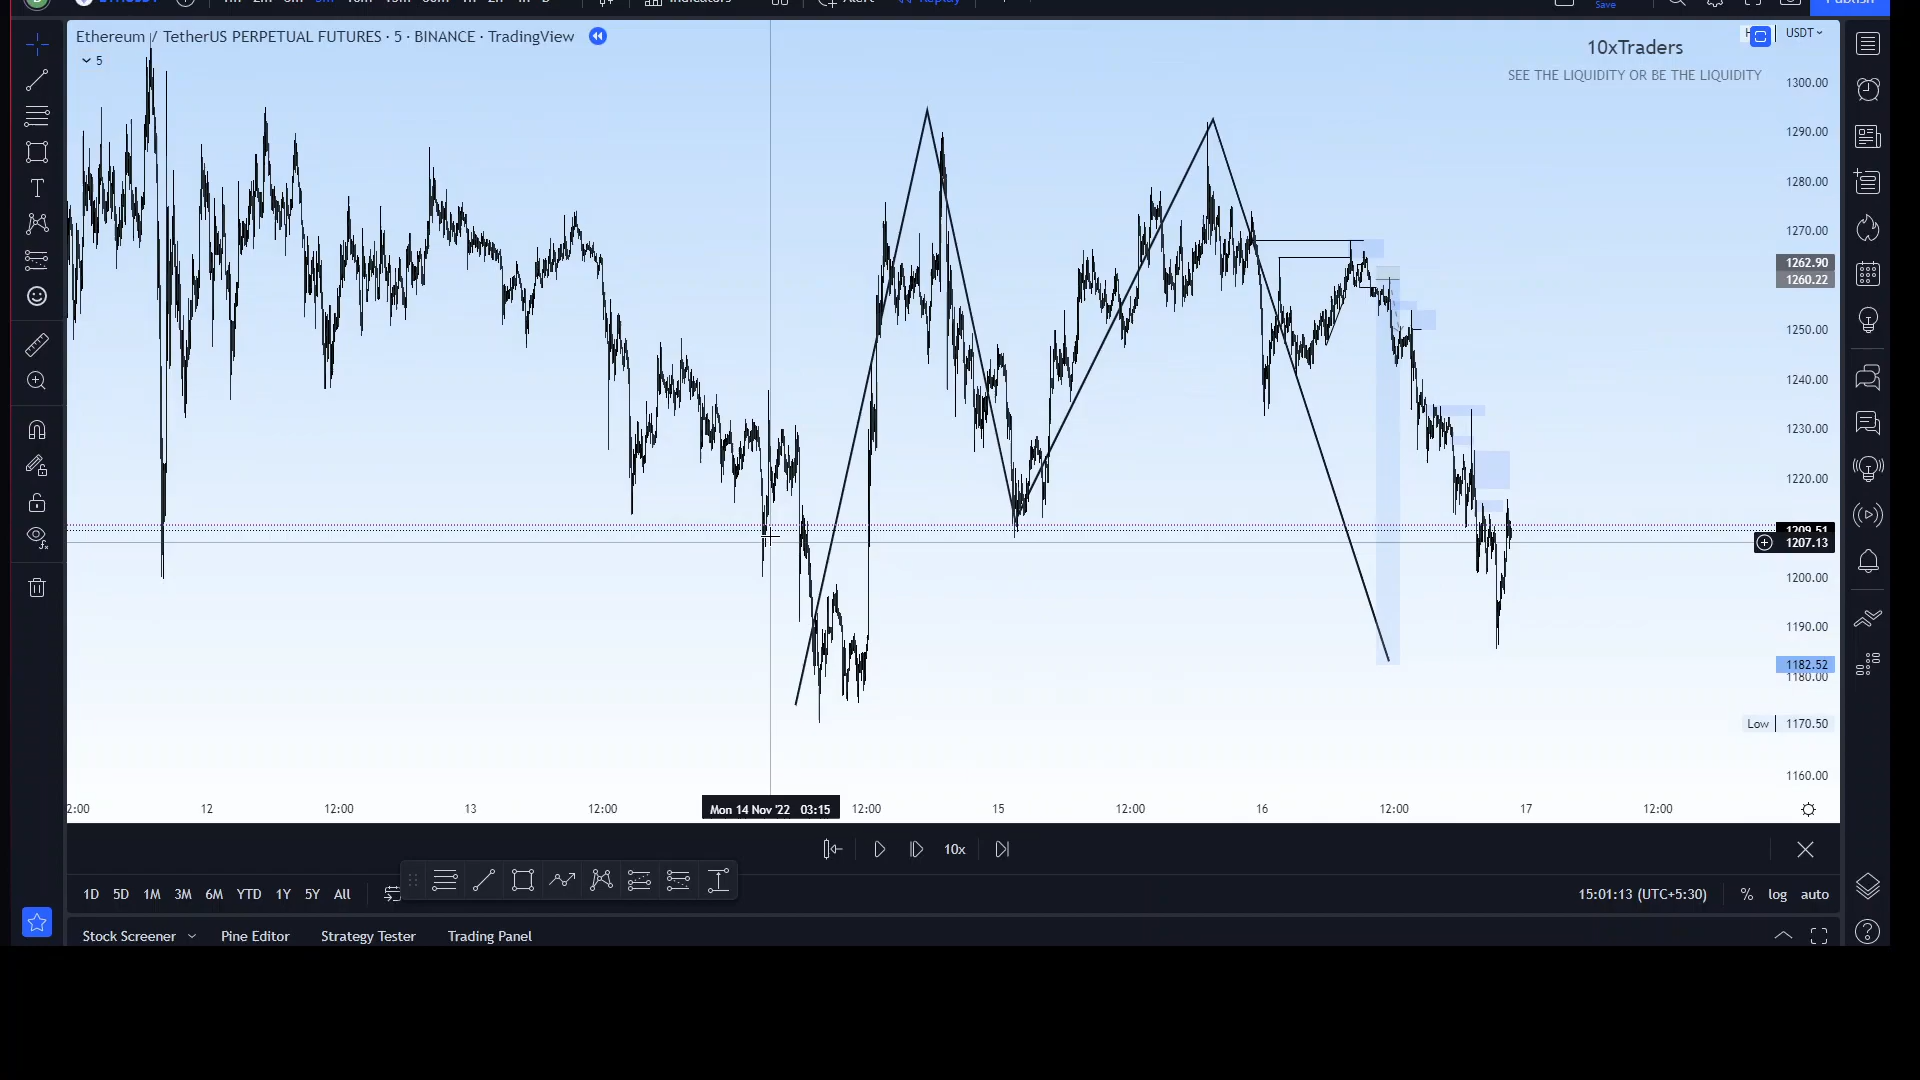 Ethereum / TetherUS PERPETUAL FUTURES · 5 · BINANCE · TradingView
5
10xTraders
SEE THE LIQUIDITY OR BE THE LIQUIDITY
USDT
1300.00
1290.00
1280.00
1270.00
1262.90
1260.22
1250.00
1240.00
1230.00
1220.00
1209.51
1207.13
1200.00
1190.00
1182.52
1180.00
Low 1170.50
1160.00
2:00 12 12:00 13 12:00 Mon 14 Nov '22 03:15 12:00 15 12:00 16 12:00 17 12:00
10x
1D 5D 1M 3M 6M YTD 1Y 5Y All
15:01:13 (UTC+5:30) % log auto
Stock Screener Pine Editor Strategy Tester Trading Panel